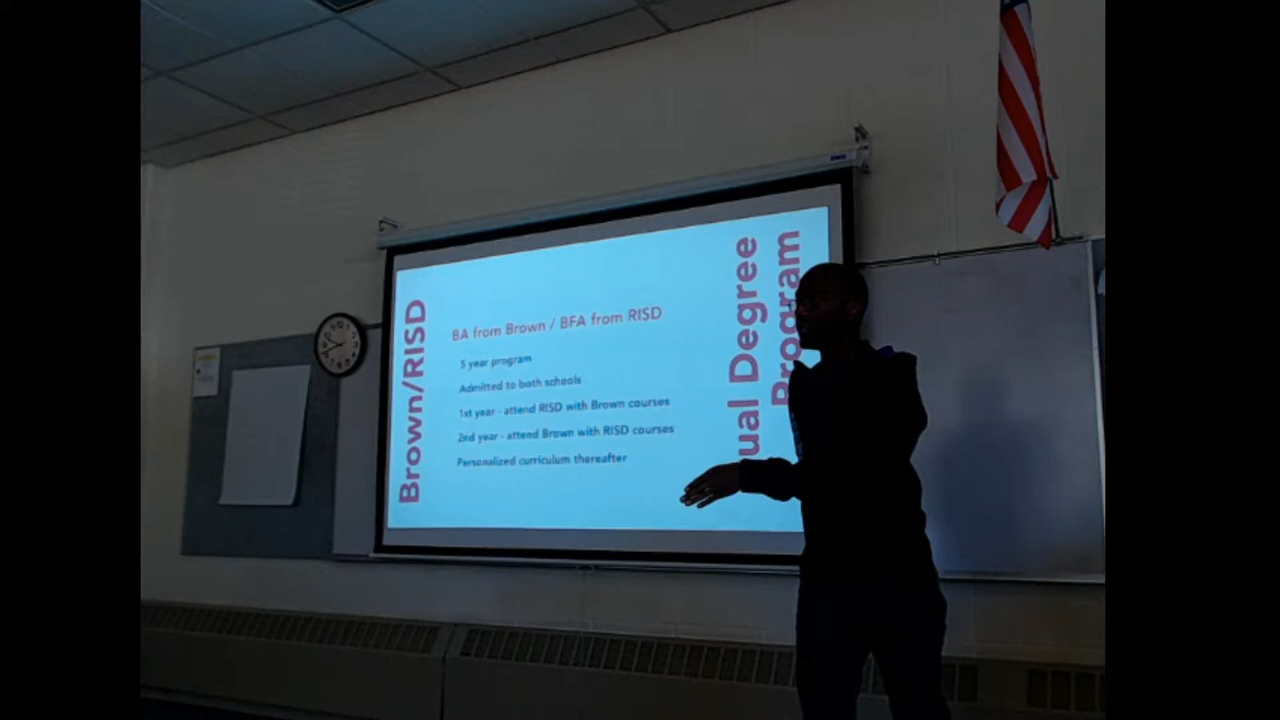 Brown/RISD
BA from Brown / BFA from RISD
5 year program
Admitted to both schools
1st year - attend RISD with Brown courses
2nd year - attend Brown with RISD courses
Personalized curriculum thereafter
ual Degree
Program